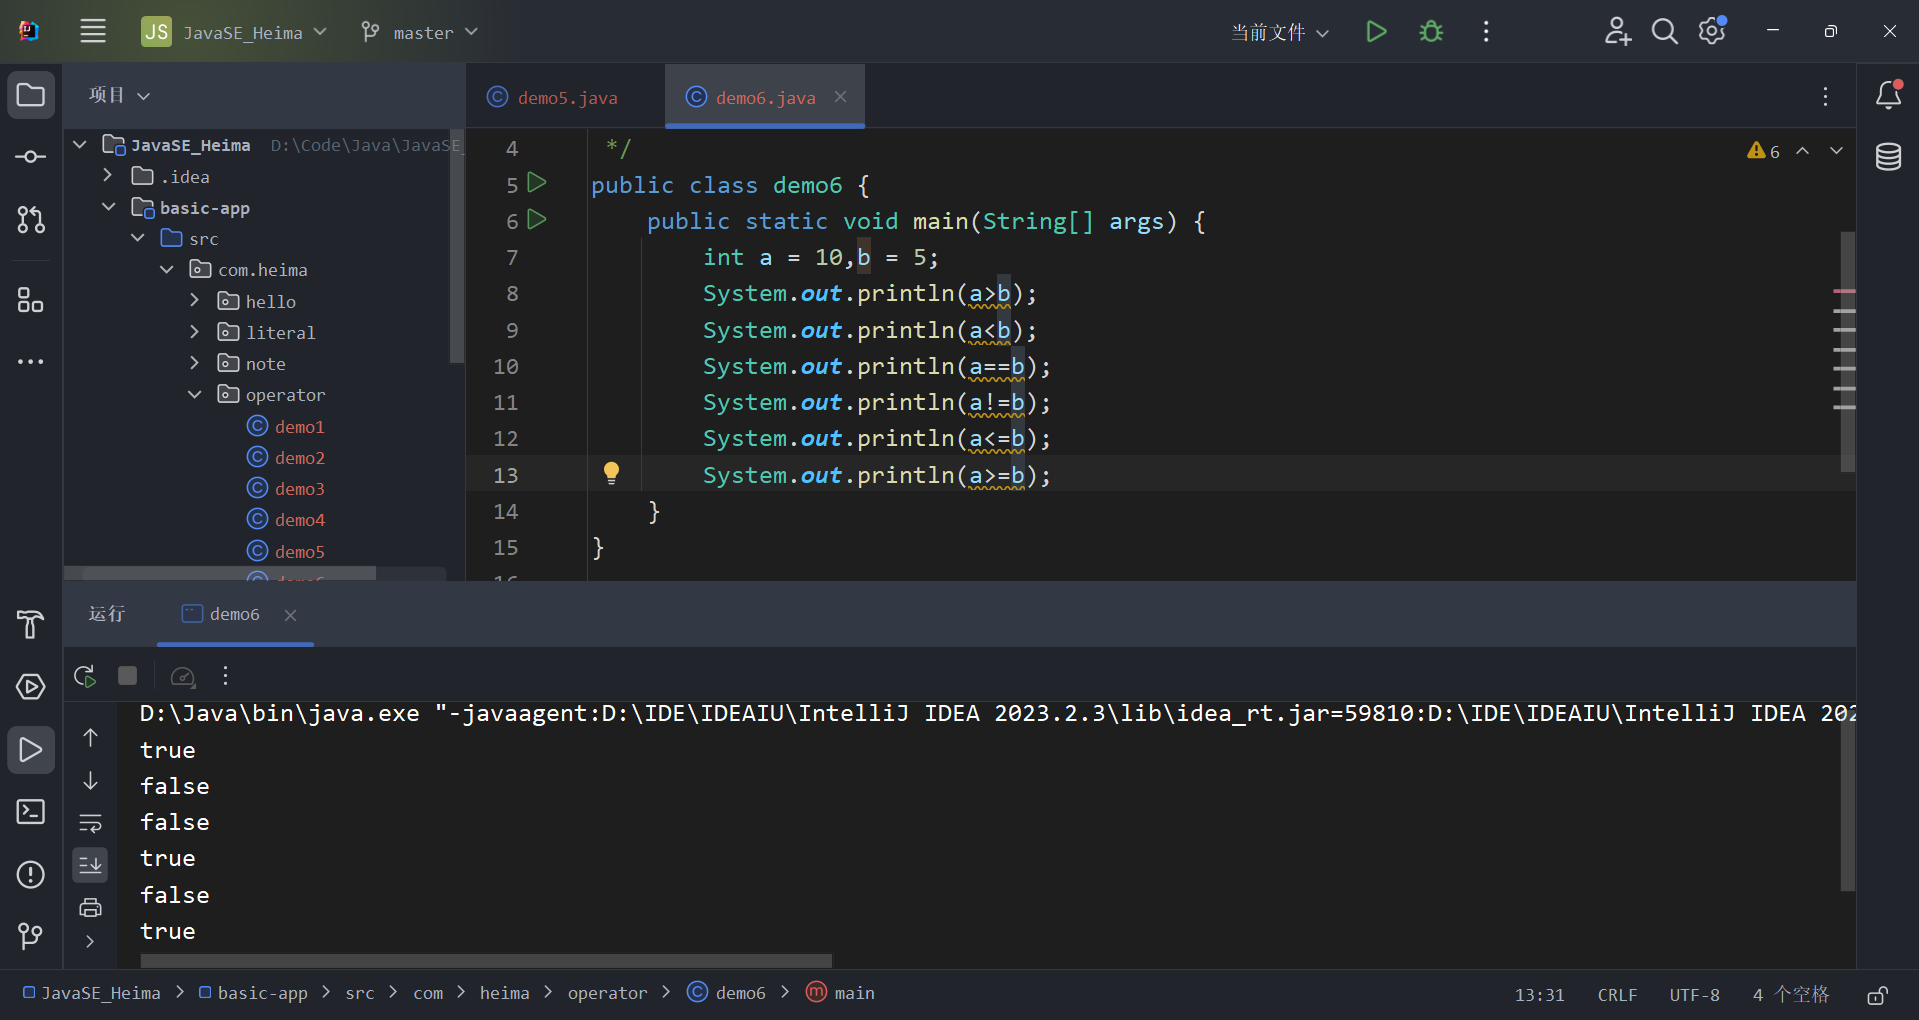 JS JavaSE_Heima master 当前文件
项目
demo5.java demo6.java
JavaSE_Heima D:\Code\Java\JavaSE_
.idea
basic-app
src
com.heima
hello
literal
note
operator
demo1
demo2
demo3
demo4
demo5
6
4 */
5 public class demo6 {
6 public static void main(String[] args) {
7 int a = 10,b = 5;
8 System.out.println(a>b);
9 System.out.println(a<b);
10 System.out.println(a==b);
11 System.out.println(a!=b);
12 System.out.println(a<=b);
13 System.out.println(a>=b);
14 }
15 }
运行 demo6
D:\Java\bin\java.exe "-javaagent:D:\IDE\IDEAIU\IntelliJ IDEA 2023.2.3\lib\idea_rt.jar=59810:D:\IDE\IDEAIU\IntelliJ IDEA 202
true
false
false
true
false
true
JavaSE_Heima > basic-app > src > com > heima > operator > demo6 > main 13:31 CRLF UTF-8 4 个空格